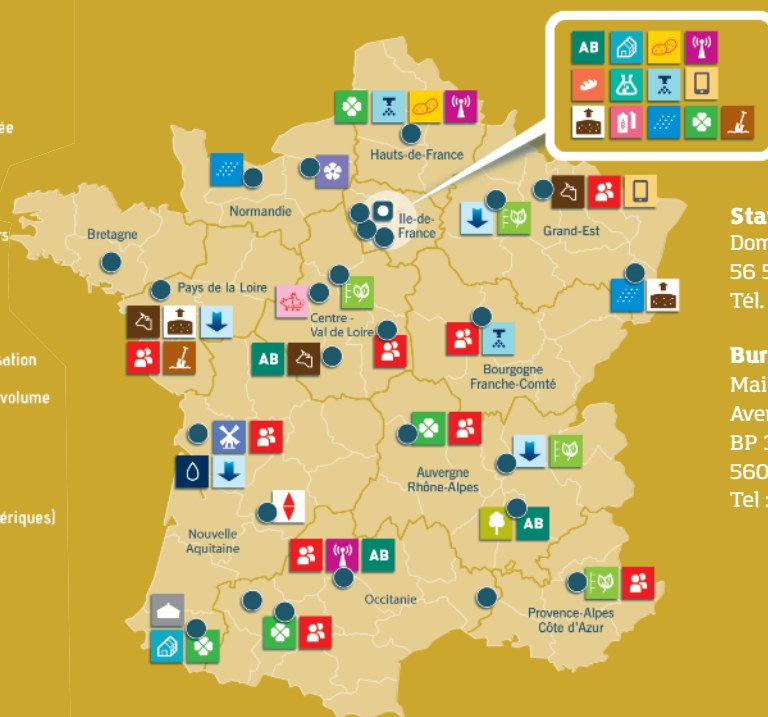 ée
rs
sation
volume
ériques)
AB
Hauts-de-France
Normandie
Ile-de-
France
Grand-Est
Bretagne
Pays de la Loire
Centre -
Val de Loire
AB
Bourgogne
Franche-Comté
Auvergne
Rhône-Alpes
AB
Nouvelle
Aquitaine
AB
Occitanie
Provence-Alpes
Côte d'Azur
Sta
Dom
56 5
Tél.
Bur
Mai
Aven
BP 3
560
Tel :